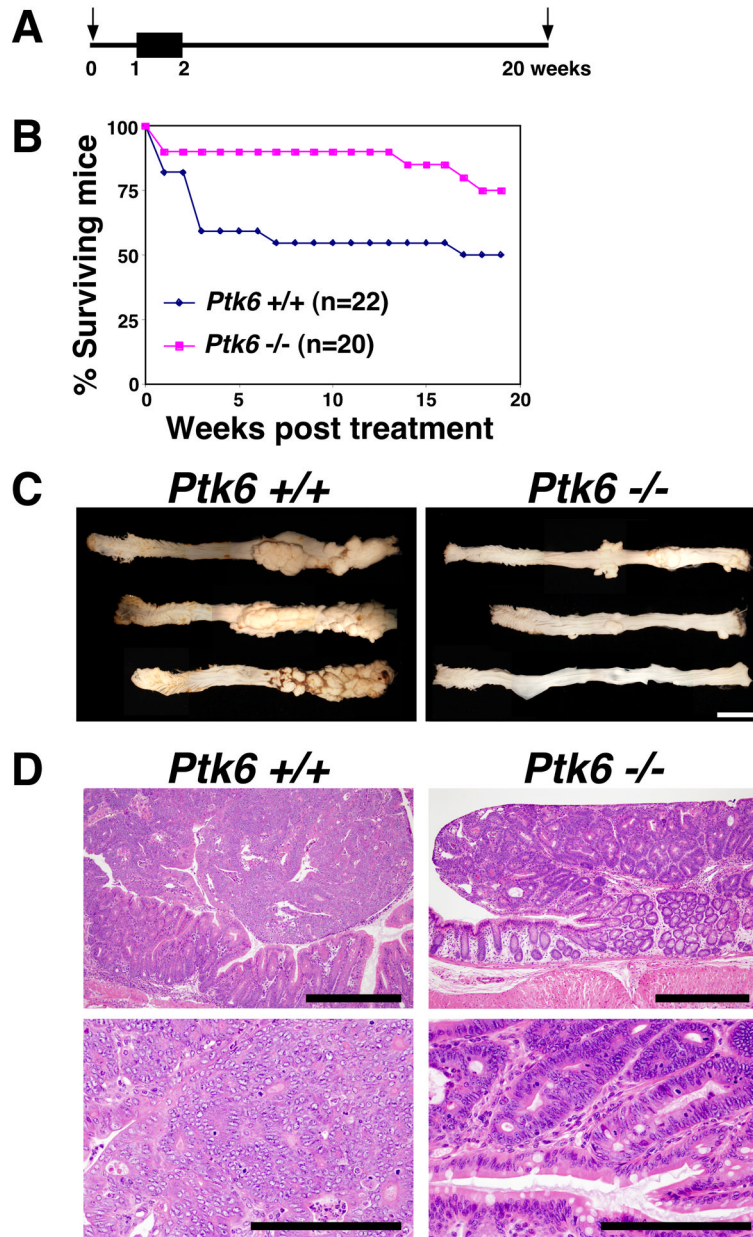 A
0 1 2 20 weeks
B
% Surviving mice
100
75
50
25
0
Ptk6 +/+ (n=22)
Ptk6 -/- (n=20)
0 5 10 15 20
Weeks post treatment
C
Ptk6 +/+ Ptk6 -/-
D
Ptk6 +/+ Ptk6 -/-